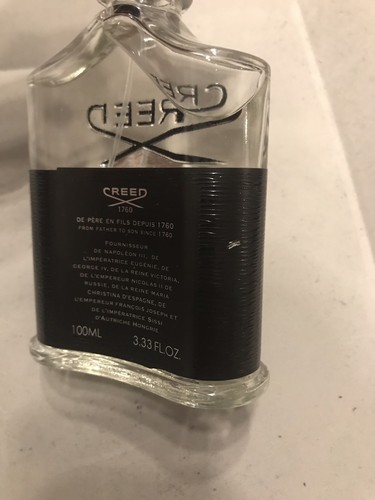 CREED
CREED
CREED
1760
DE PÈRE EN FILS DEPUIS 1760
FROM FATHER TO SON SINCE 1760
FOURNISSEUR
DE NAPOLÉON III, DE
L'IMPÉRATRICE EUGÉNIE, DE
GEORGE IV, DE LA REINE VICTORIA,
DE L'EMPEREUR NICOLAS II DE
RUSSIE, DE LA REINE MARIA
CHRISTINA D'ESPAGNE, DE
L'EMPEREUR FRANÇOIS JOSEPH ET
DE L'IMPÉRATRICE SISSI
D'AUTRICHE HONGRIE
100ML 3.33 FL.OZ.